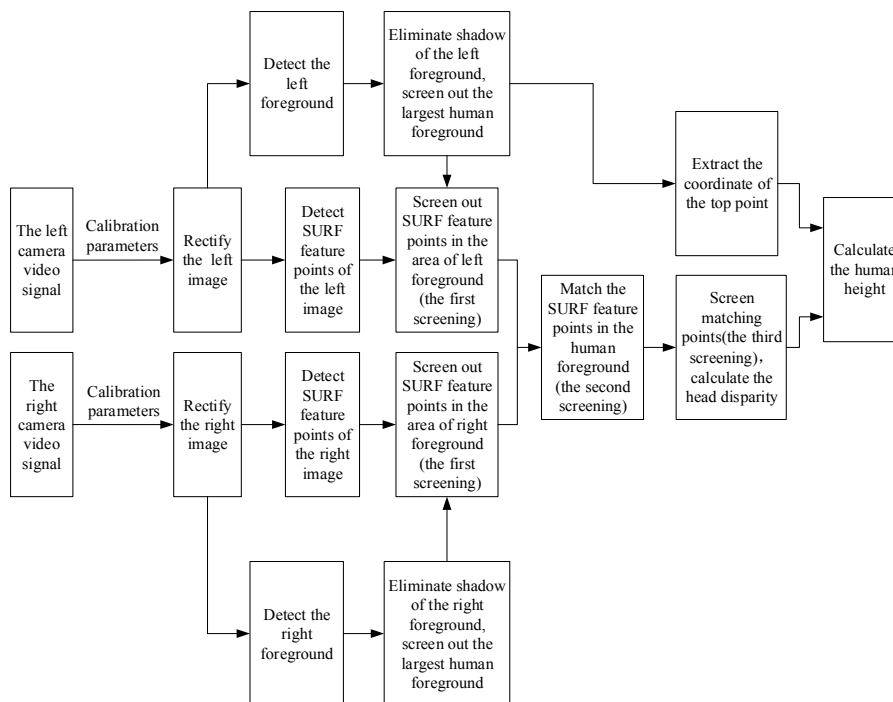 Detect the
left
foreground
Eliminate shadow
of the left
foreground,
screen out the
largest human
foreground
Extract the
coordinate of
the top point
The left
camera
video
signal
Calibration
parameters
Rectify
the left
image
Detect
SURF
feature
points of
the left
image
Screen out
SURF feature
points in the
area of left
foreground
(the first
screening)
Calculate
the human
height
Match the
SURF feature
points in the
human
foreground
(the second
screening)
Screen
matching
points(the third
screening),
calculate the
head disparity
The
right
camera
video
signal
Calibration
parameters
Rectify
the right
image
Detect
SURF
feature
points of
the right
image
Screen out
SURF feature
points in the
area of right
foreground
(the first
screening)
Detect the
right
foreground
Eliminate shadow
of the right
foreground,
screen out the
largest human
foreground